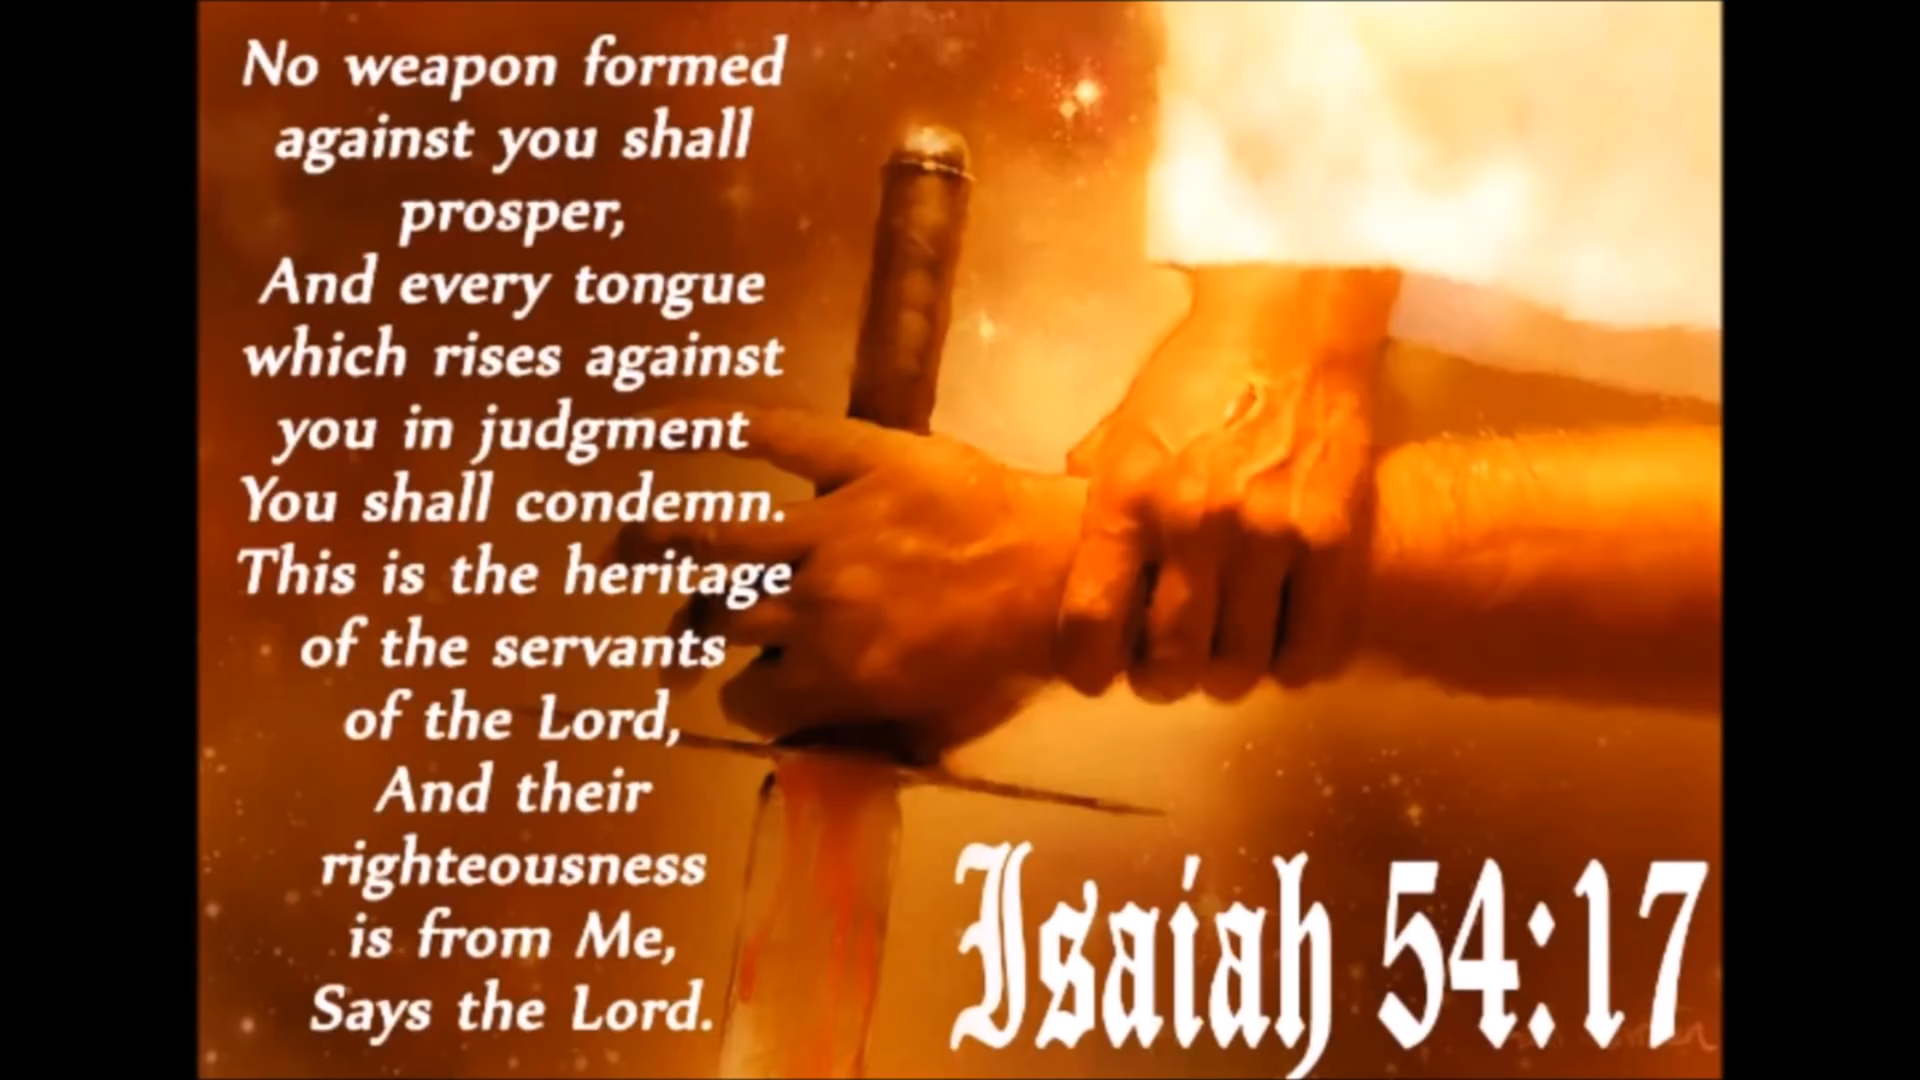 No weapon formed
against you shall
prosper,
And every tongue
which rises against
you in judgment
You shall condemn.
This is the heritage
of the servants
of the Lord,
And their
righteousness
is from Me,
Says the Lord.
Isaiah 54:17